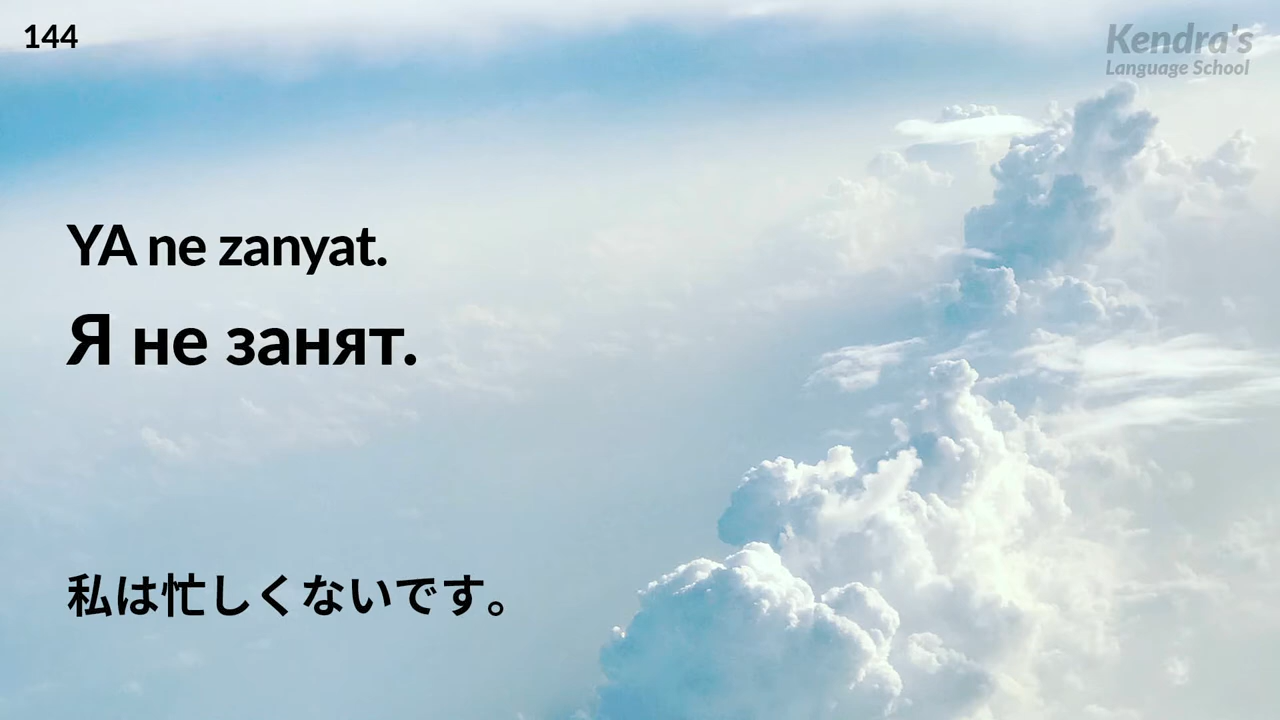 144
Kendra's
Language School
YA ne zanyat.
Я не занят.
私は忙しくないです。